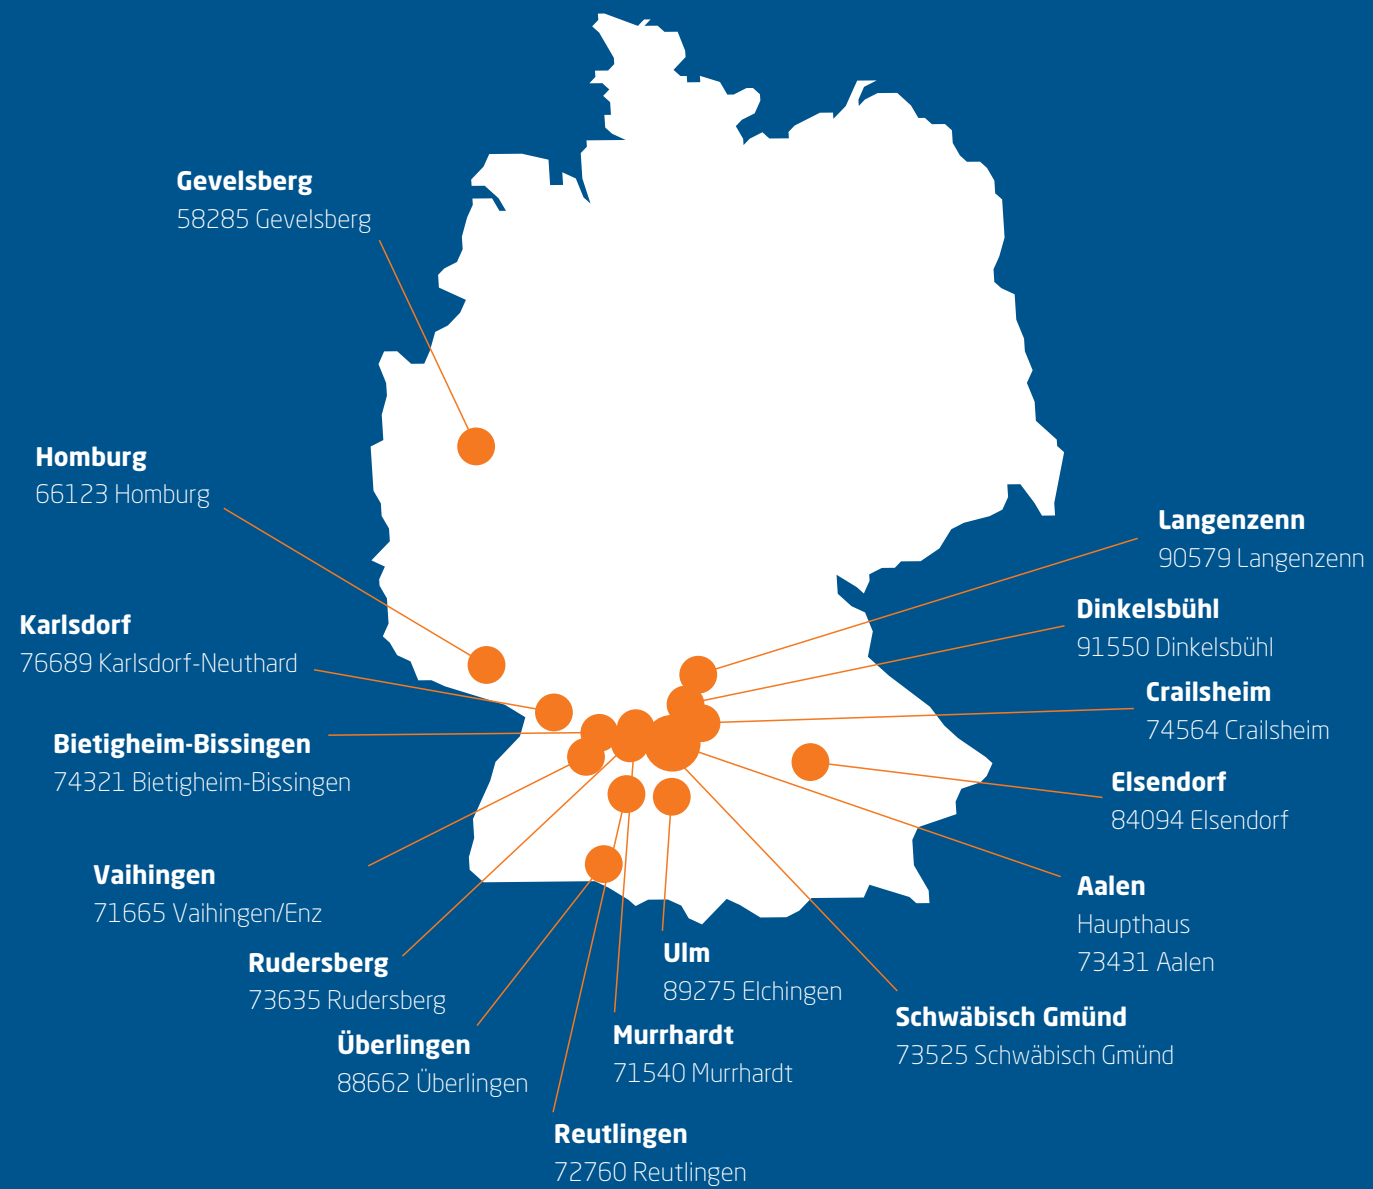 Gevelsberg
58285 Gevelsberg
Homburg
66123 Homburg
Langenzenn
90579 Langenzenn
Dinkelsbühl
91550 Dinkelsbühl
Karlsdorf
76689 Karlsdorf-Neuthard
Crailsheim
74564 Crailsheim
Bietigheim-Bissingen
74321 Bietigheim-Bissingen
Elsendorf
84094 Elsendorf
Vaihingen
71665 Vaihingen/Enz
Aalen
Haupthaus
73431 Aalen
Rudersberg
73635 Rudersberg
Ulm
89275 Elchingen
Schwäbisch Gmünd
73525 Schwäbisch Gmünd
Überlingen
88662 Überlingen
Murrhardt
71540 Murrhardt
Reutlingen
72760 Reutlingen